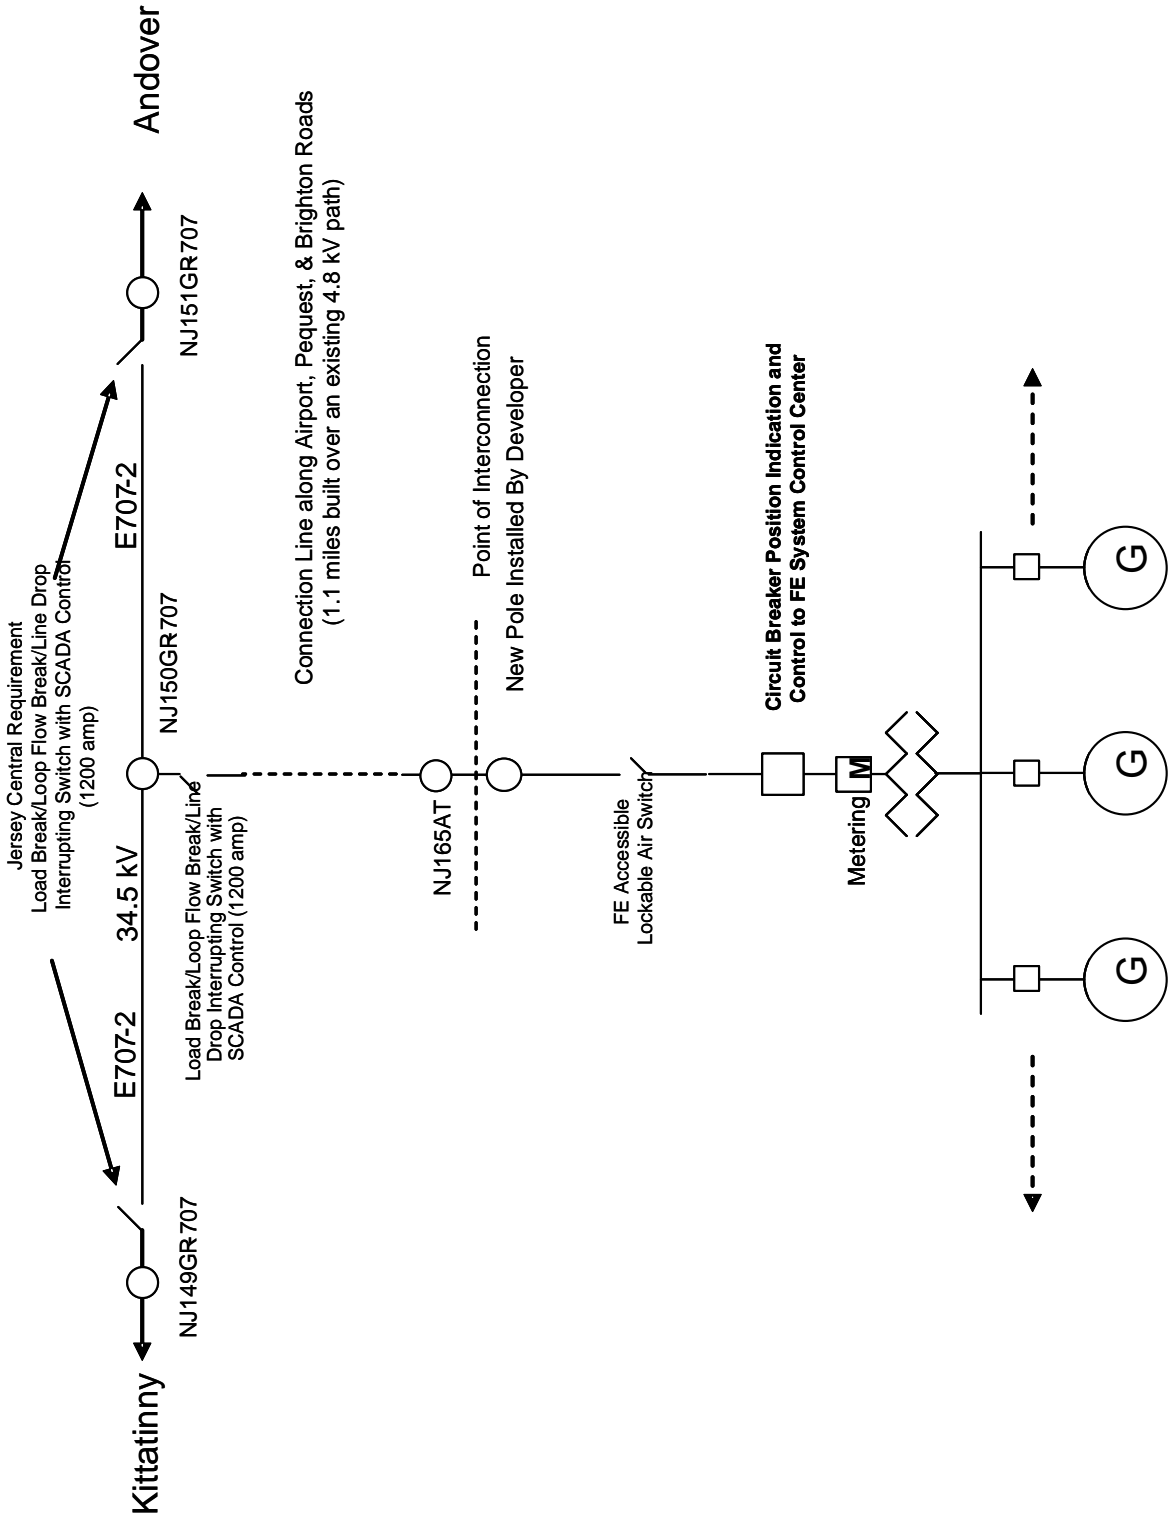 Jersey Central Requirement
Load Break/Loop Flow Break/Line Drop
Interrupting Switch with SCADA Control
(1200 amp)
Kittatinny
E707-2
34.5 kV
E707-2
Andover
NJ149GR707
NJ150GR707
NJ151GR707
Load Break/Loop Flow Break/Line
Drop Interrupting Switch with
SCADA Control (1200 amp)
Connection Line along Airport, Pequest, & Brighton Roads
(1.1 miles built over an existing 4.8 kV path)
NJ165AT
Point of Interconnection
New Pole Installed By Developer
FE Accessible
Lockable Air Switch
Circuit Breaker Position Indication and
Control to FE System Control Center
Metering
M
G
G
G